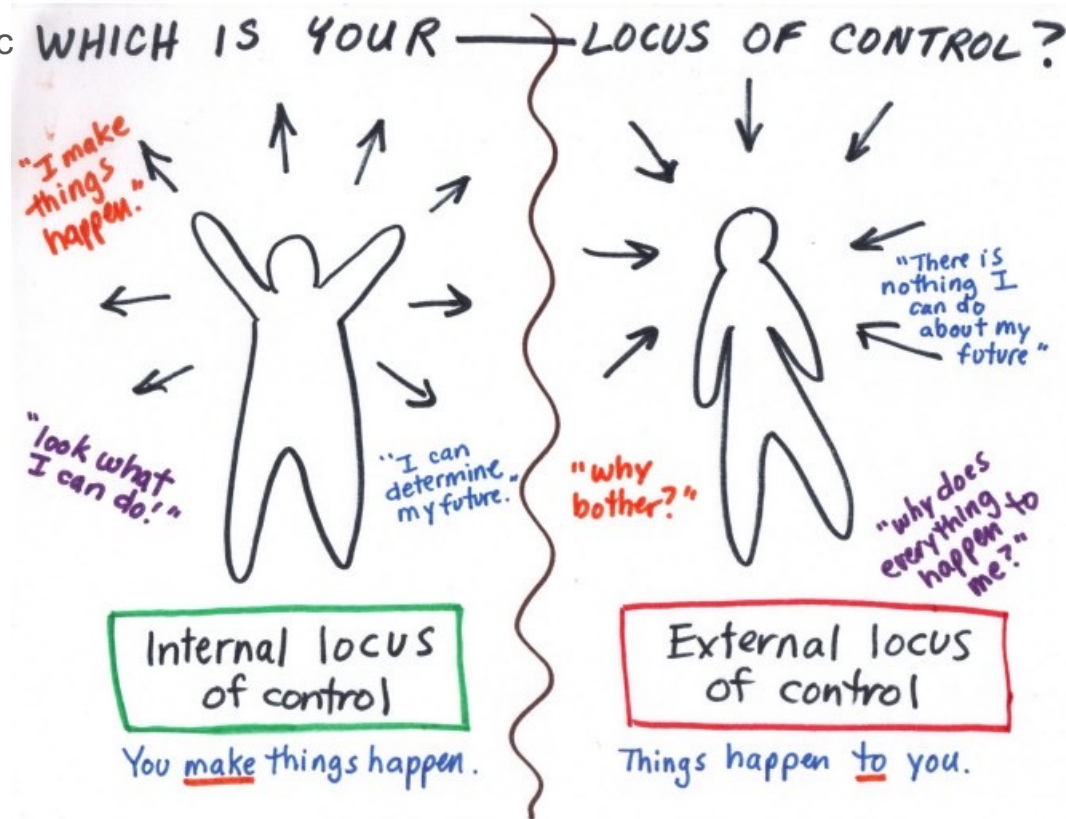 c
WHICH IS YOUR — LOCUS OF CONTROL?
"I make
things
happen."
"look what
I can do!"
"I can
determine
my future."
Internal locus
of control
You make things happen.
"There is
nothing I
can do
about my
future"
"why
bother?"
"why does
everything
happen to
me?"
External locus
of control
Things happen to you.